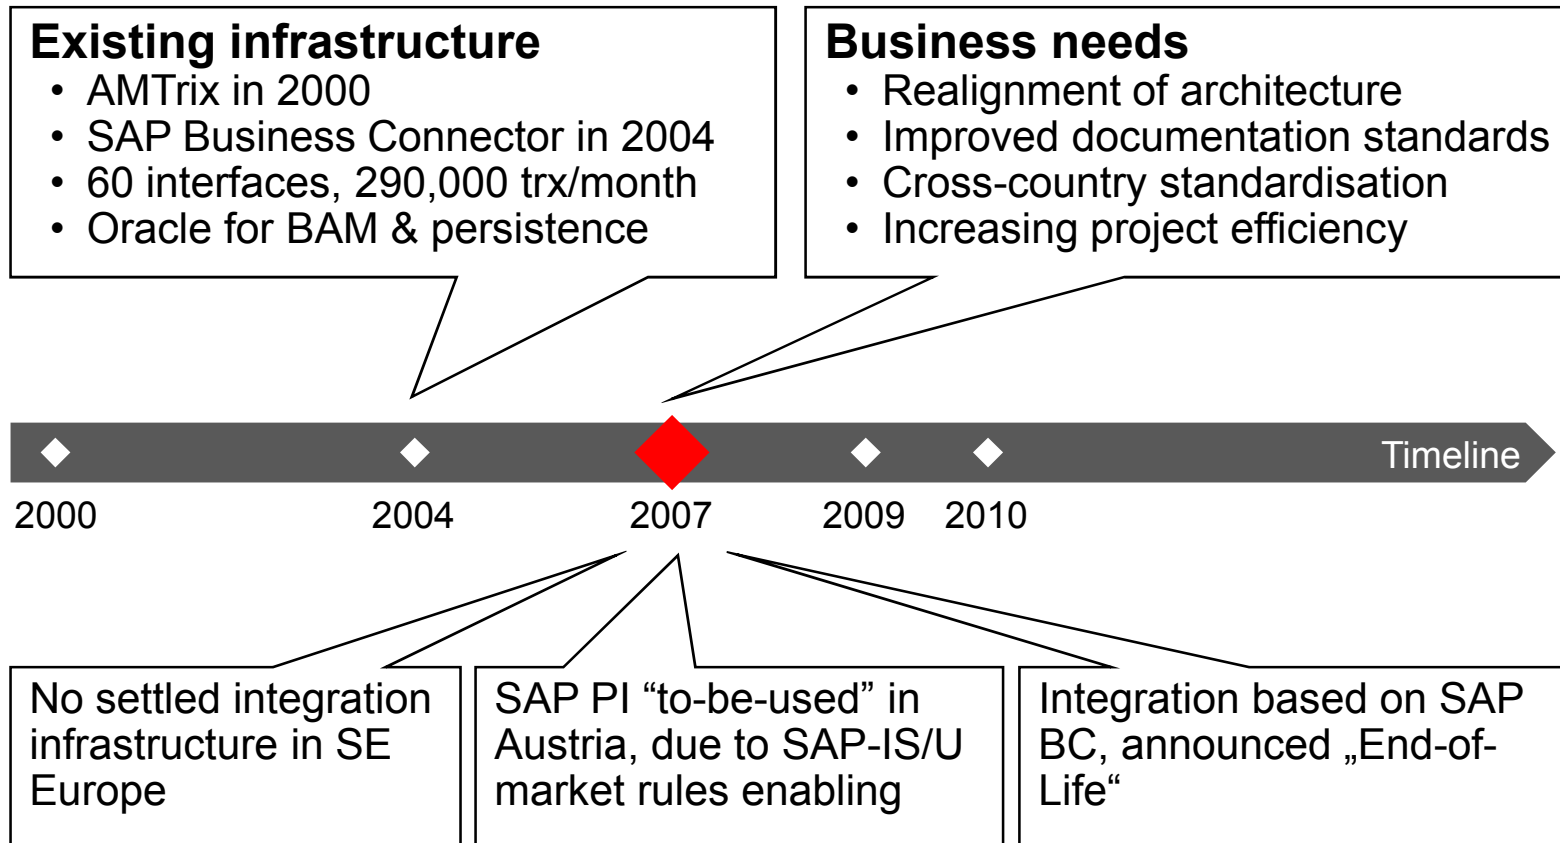 Existing infrastructure
• AMTrix in 2000
• SAP Business Connector in 2004
• 60 interfaces, 290,000 trx/month
• Oracle for BAM & persistence
Business needs
• Realignment of architecture
• Improved documentation standards
• Cross-country standardisation
• Increasing project efficiency
Timeline
2000
2004
2007
2009
2010
No settled integration
infrastructure in SE
Europe
SAP PI “to-be-used” in
Austria, due to SAP-IS/U
market rules enabling
Integration based on SAP
BC, announced „End-of-
Life“